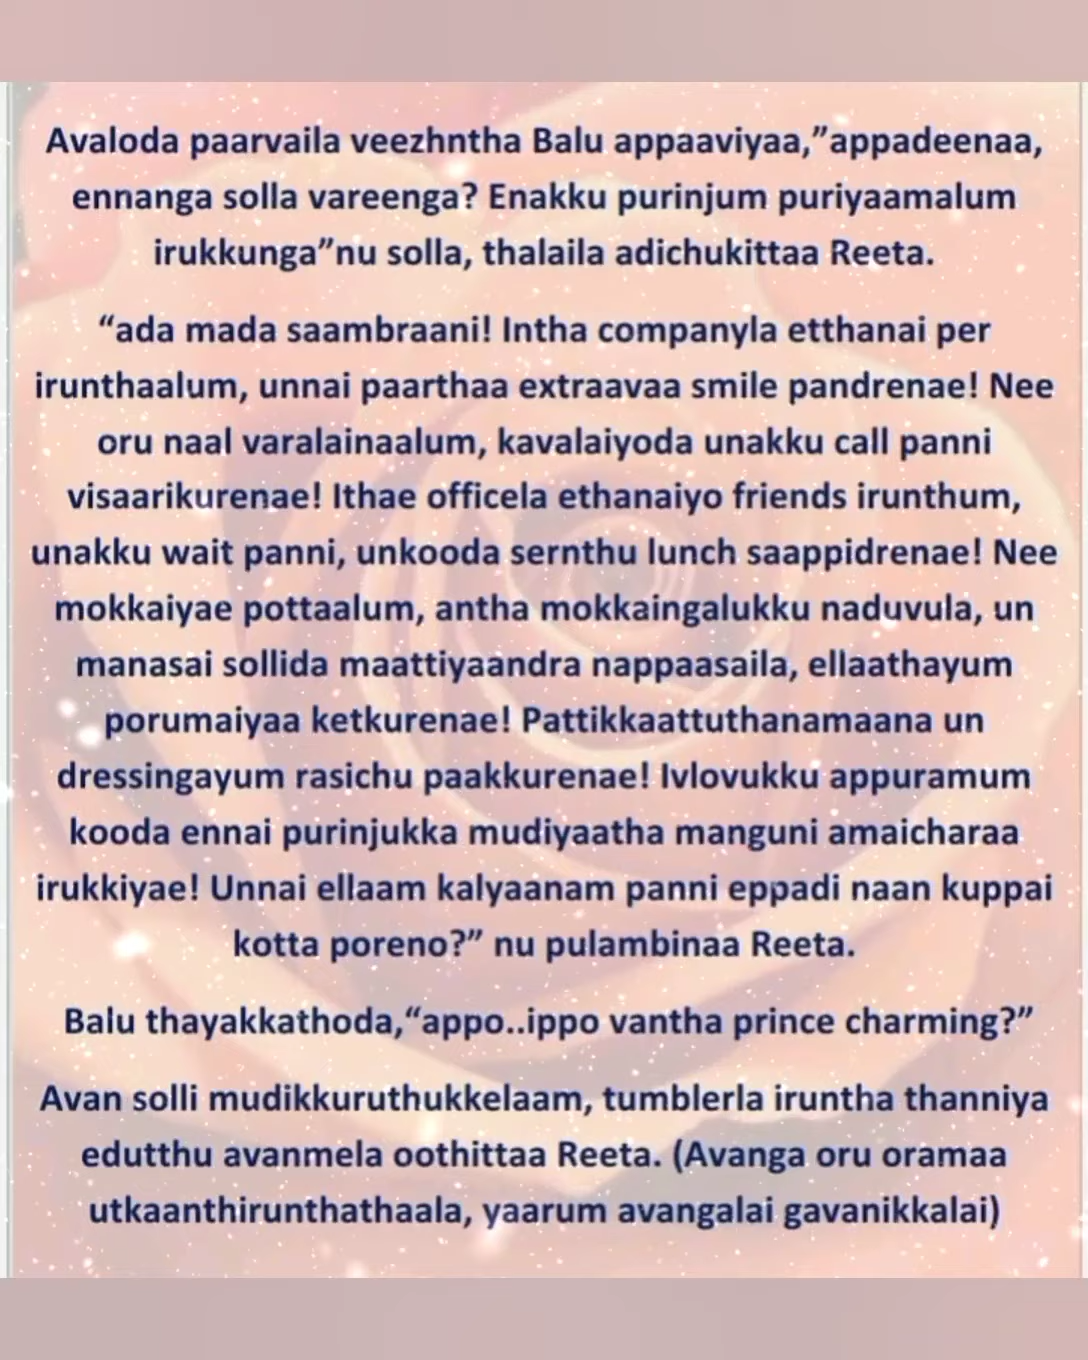 Avaloda paarvaila veezhntha Balu appaaviyaa,”appadeenaa,
ennanga solla vareenga? Enakku purinjum puriyaamalum
irukkunga”nu solla, thalaila adichukittaa Reeta.
“ada mada saambraani! Intha companyla etthanai per
irunthaalum, unnai paarthaa extraavaa smile pandrenae! Nee
oru naal varalainaalum, kavalaiyoda unakku call panni
visaarikurenae! Ithae officela ethanaiyo friends irunthum,
unakku wait panni, unkooda sernthu lunch saappidrenae! Nee
mokkaiyae pottaalum, antha mokkaingalukku naduvula, un
manasai sollida maattiyaandra nappaasaila, ellaathayum
porumaiyaa ketkurenae! Pattikkaattuthanamaana un
dressingayum rasichu paakkurenae! Ivlovukku appuramum
kooda ennai purinjukka mudiyaatha manguni amaicharaa
irukkiyae! Unnai ellaam kalyaanam panni eppadi naan kuppai
kotta poreno?” nu pulambinaa Reeta.
Balu thayakkathoda,“appo..ippo vantha prince charming?”
Avan solli mudikkuruthukkelaam, tumblerla iruntha thanniya
edutthu avanmela oothittaa Reeta. (Avanga oru oramaa
utkaanthirunthathaala, yaarum avangalai gavanikkalai)